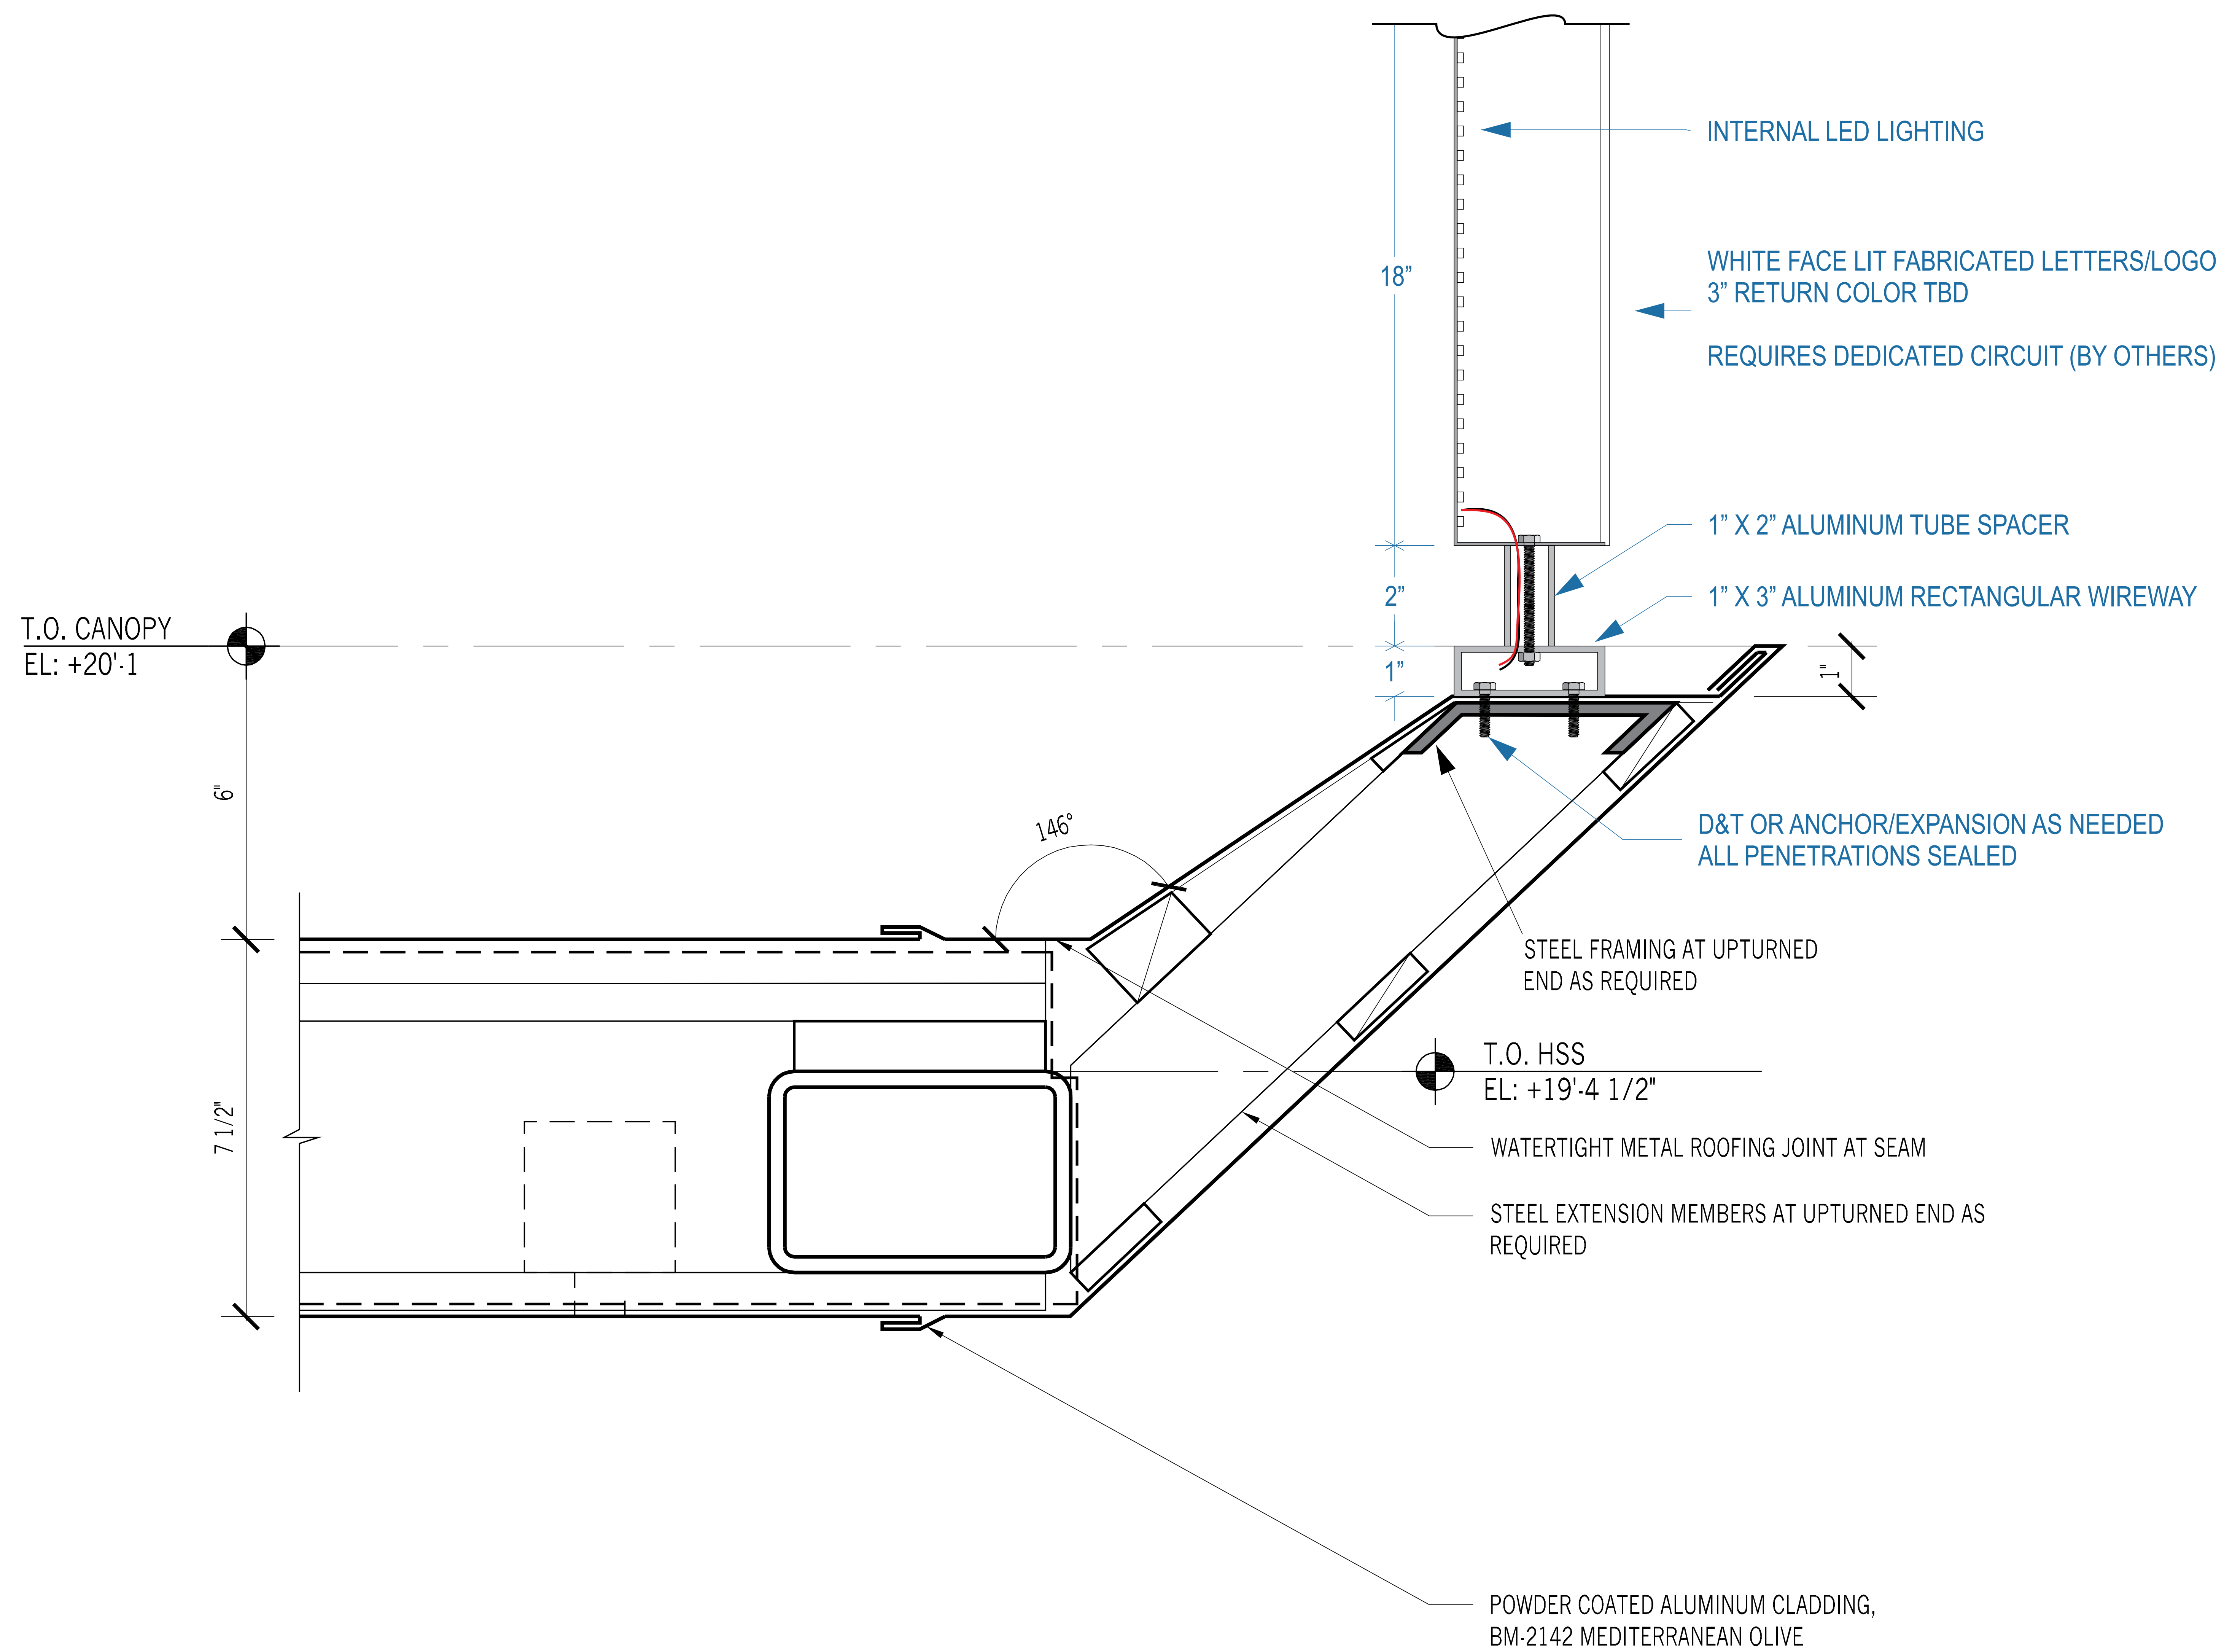 INTERNAL LED LIGHTING
WHITE FACE LIT FABRICATED LETTERS/LOGO
3” RETURN COLOR TBD
REQUIRES DEDICATED CIRCUIT (BY OTHERS)
18”
1” X 2” ALUMINUM TUBE SPACER
2”
1” X 3” ALUMINUM RECTANGULAR WIREWAY
T.O. CANOPY
EL: +20'-1
1”
1"
6"
146°
D&T OR ANCHOR/EXPANSION AS NEEDED
ALL PENETRATIONS SEALED
STEEL FRAMING AT UPTURNED
END AS REQUIRED
T.O. HSS
EL: +19'-4 1/2"
7 1/2"
WATERTIGHT METAL ROOFING JOINT AT SEAM
STEEL EXTENSION MEMBERS AT UPTURNED END AS
REQUIRED
POWDER COATED ALUMINUM CLADDING,
BM-2142 MEDITERRANEAN OLIVE